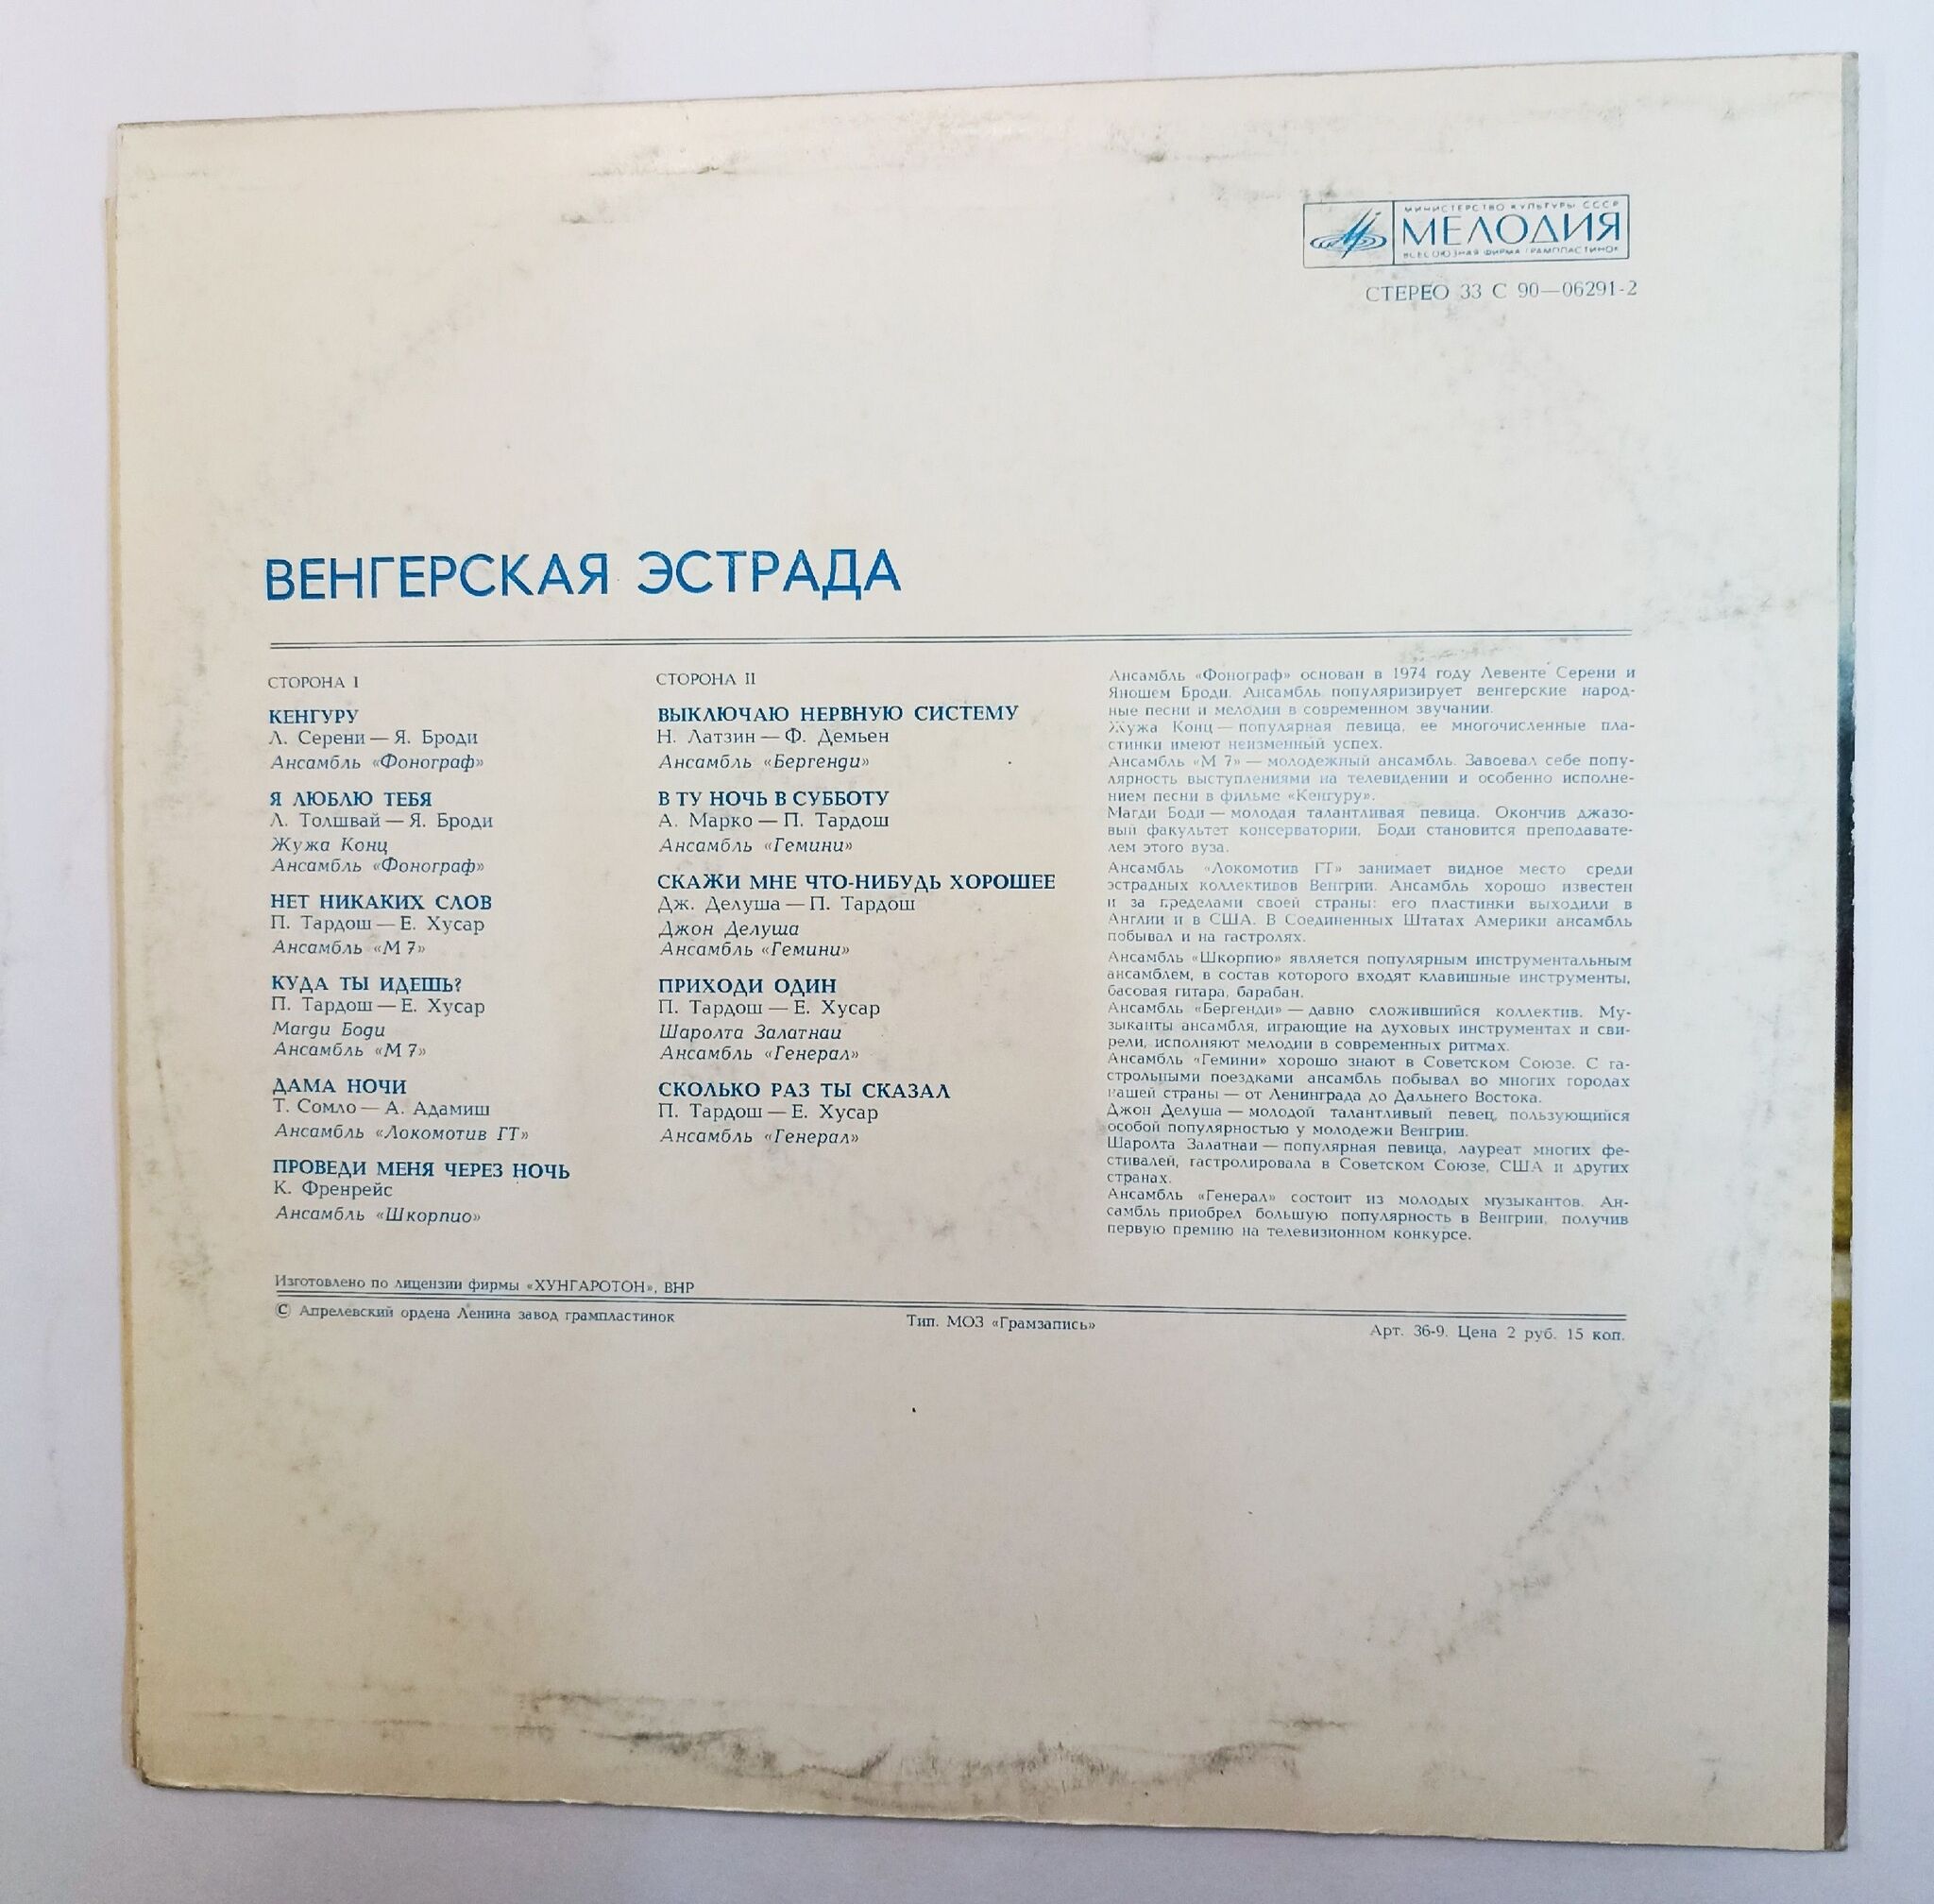 МИНИСТЕРСТВО КУЛЬТУРЫ СССР
МЕЛОДИЯ
ВСЕСОЮЗНАЯ ФИРМА ГРАМПЛАСТИНОК
СТЕРЕО 33 С 90—06291-2
ВЕНГЕРСКАЯ ЭСТРАДА
СТОРОНА I
КЕНГУРУ
Л. Серени — Я. Броди
Ансамбль «Фонограф»
Я ЛЮБЛЮ ТЕБЯ
Л. Толшвай — Я. Броди
Жужа Конц
Ансамбль «Фонограф»
НЕТ НИКАКИХ СЛОВ
П. Тардош — Е. Хусар
Ансамбль «М 7»
КУДА ТЫ ИДЕШЬ?
П. Тардош — Е. Хусар
Магди Боди
Ансамбль «М 7»
ДАМА НОЧИ
Т. Сомло — А. Адамиш
Ансамбль «Локомотив ГТ»
ПРОВЕДИ МЕНЯ ЧЕРЕЗ НОЧЬ
К. Френрейс
Ансамбль «Шкорпио»
СТОРОНА II
ВЫКЛЮЧАЮ НЕРВНУЮ СИСТЕМУ
Н. Латзин — Ф. Демьен
Ансамбль «Бергенди»
В ТУ НОЧЬ В СУББОТУ
А. Марко — П. Тардош
Ансамбль «Гемини»
СКАЖИ МНЕ ЧТО-НИБУДЬ ХОРОШЕЕ
Дж. Делуша — П. Тардош
Джон Делуша
Ансамбль «Гемини»
ПРИХОДИ ОДИН
П. Тардош — Е. Хусар
Шаролта Залатнаи
Ансамбль «Генерал»
СКОЛЬКО РАЗ ТЫ СКАЗАЛ
П. Тардош — Е. Хусар
Ансамбль «Генерал»
Ансамбль «Фонограф» основан в 1974 году Левенте Серени и
Яношем Броди. Ансамбль популяризирует венгерские народ-
ные песни и мелодии в современном звучании.
Жужа Конц — популярная певица, ее многочисленные пла-
стинки имеют неизменный успех.
Ансамбль «М 7» — молодежный ансамбль. Завоевал себе попу-
лярность выступлениями на телевидении и особенно исполне-
нием песни в фильме «Кенгуру».
Магди Боди — молодая талантливая певица. Окончив джазо-
вый факультет консерватории, Боди становится преподавате-
лем этого вуза.
Ансамбль «Локомотив ГТ» занимает видное место среди
эстрадных коллективов Венгрии. Ансамбль хорошо известен
и за пределами своей страны: его пластинки выходили в
Англии и в США. В Соединенных Штатах Америки ансамбль
побывал и на гастролях.
Ансамбль «Шкорпио» является популярным инструментальным
ансамблем, в состав которого входят клавишные инструменты,
басовая гитара, барабан.
Ансамбль «Бергенди» — давно сложившийся коллектив. Му-
зыканты ансамбля, играющие на духовых инструментах и сви-
рели, исполняют мелодии в современных ритмах.
Ансамбль «Гемини» хорошо знают в Советском Союзе. С га-
строльными поездками ансамбль побывал во многих городах
нашей страны — от Ленинграда до Дальнего Востока.
Джон Делуша — молодой талантливый певец, пользующийся
особой популярностью у молодежи Венгрии.
Шаролта Залатнаи — популярная певица, лауреат многих фе-
стивалей, гастролировала в Советском Союзе, США и других
странах.
Ансамбль «Генерал» состоит из молодых музыкантов. Ан-
самбль приобрел большую популярность в Венгрии, получив
первую премию на телевизионном конкурсе.
Изготовлено по лицензии фирмы «ХУНГАРОТОН», ВНР
© Апрелевский ордена Ленина завод грампластинок
Тип. МОЗ «Грамзапись»
Арт. 36-9. Цена 2 руб. 15 коп.